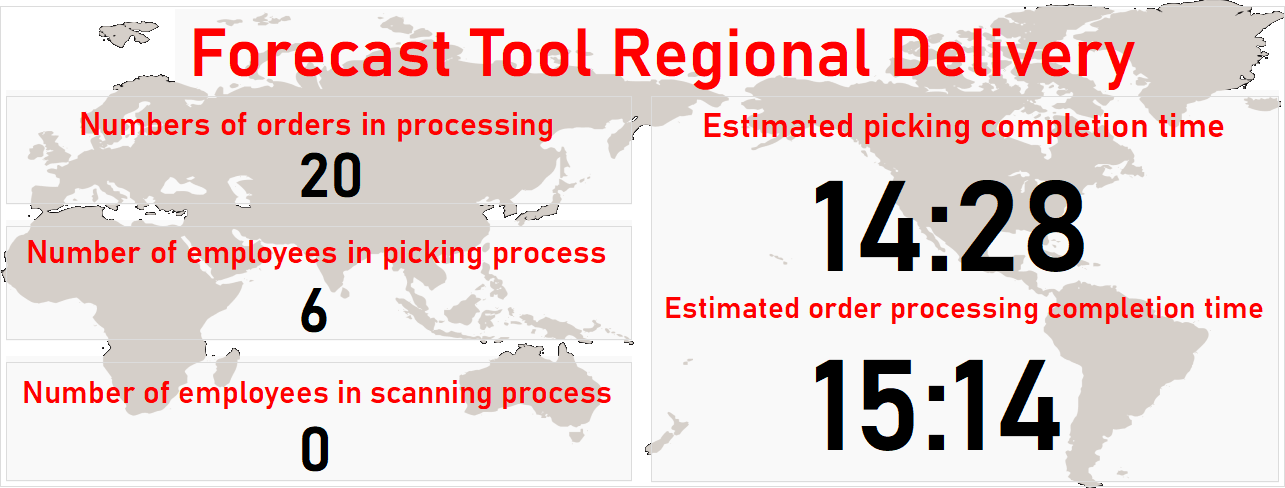 Forecast Tool Regional Delivery
Numbers of orders in processing
20
Number of employees in picking process
6
Number of employees in scanning process
0
Estimated picking completion time
14:28
Estimated order processing completion time
15:14